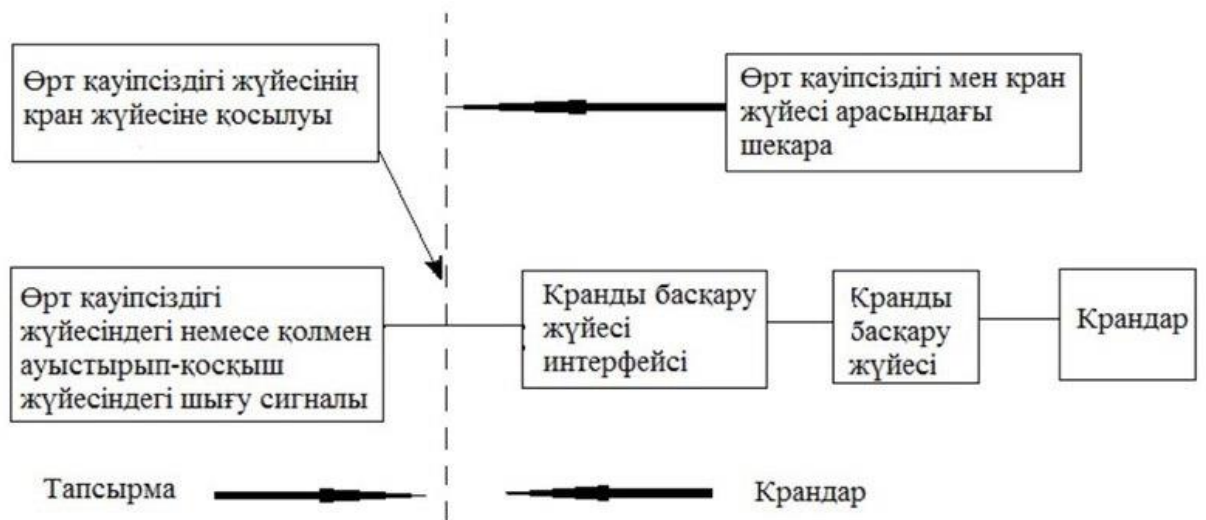 Өрт қауіпсіздігі жүйесінің
кран жүйесіне қосылуы
Өрт қауіпсіздігі мен кран
жүйесі арасындағы
шекара
Өрт қауіпсіздігі
жүйесіндегі немесе қолмен
ауыстырып-қосқыш
жүйесіндегі шығу сигналы
Кранды басқару
жүйесі
интерфейсі
Кранды
басқару
жүйесі
Крандар
Тапсырма
Крандар